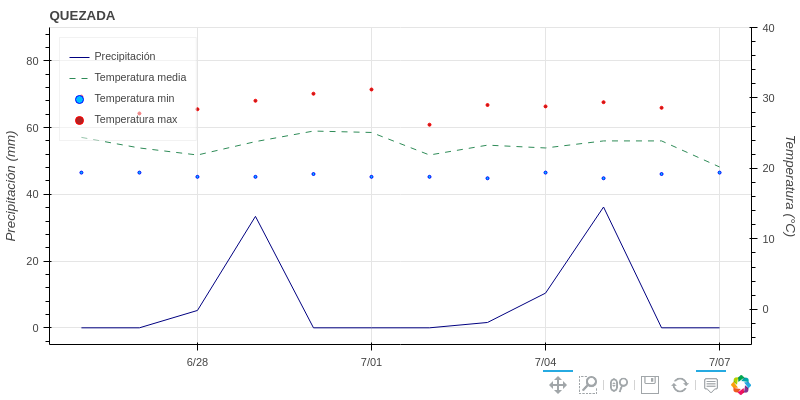 QUEZADA
Precipitación
Temperatura media
Temperatura min
Temperatura max
80
60
40
20
0
Precipitación (mm)
40
30
20
10
0
Temperatura (°C)
6/28
7/01
7/04
7/07